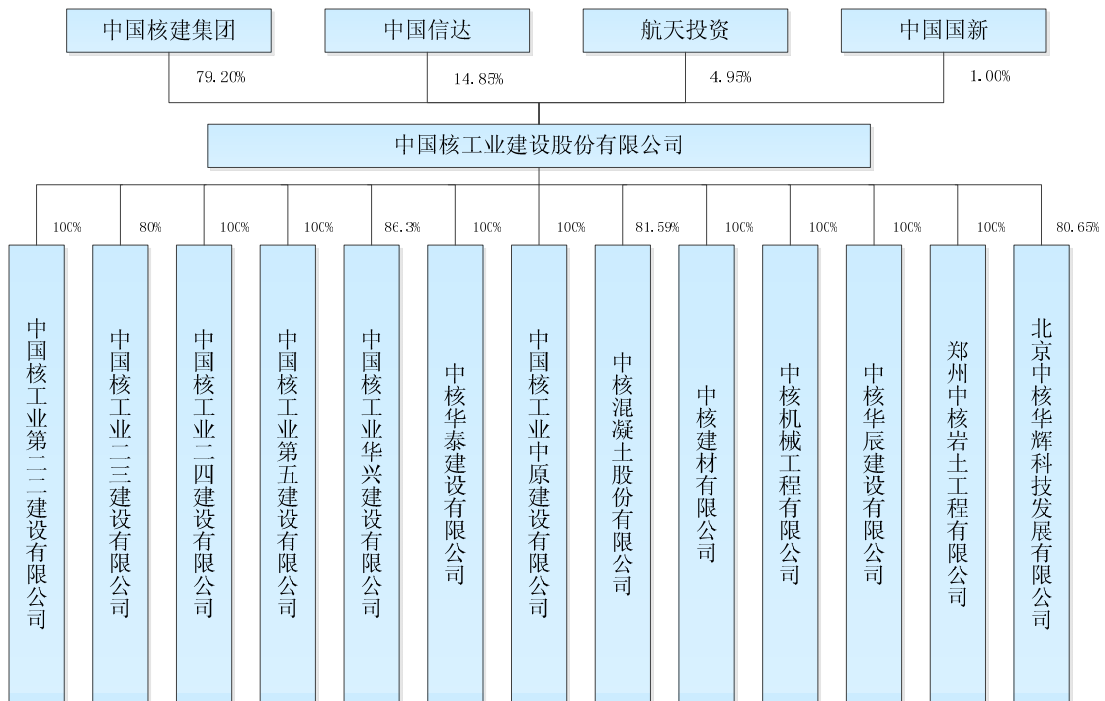 中国核建集团
中国信达
航天投资
中国国新
79.20%
14.85%
4.95%
1.00%
中国核工业建设股份有限公司
100%
80%
100%
100%
86.3%
100%
100%
81.59%
100%
100%
100%
100%
80.65%
中国核工业第二二建设有限公司
中国核工业二三建设有限公司
中国核工业二四建设有限公司
中国核工业第五建设有限公司
中国核工业华兴建设有限公司
中核华泰建设有限公司
中国核工业中原建设有限公司
中核混凝土股份有限公司
中核建材有限公司
中核机械工程有限公司
中核华辰建设有限公司
郑州中核岩土工程有限公司
北京中核华辉科技发展有限公司